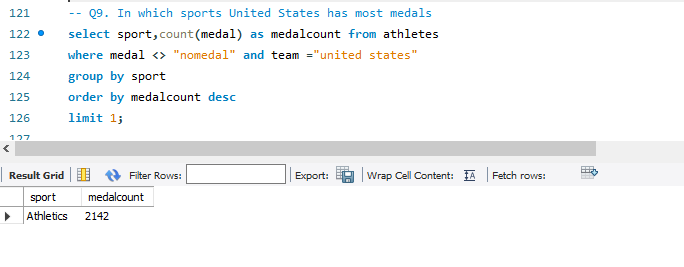 121 -- Q9. In which sports United States has most medals
122 select sport,count(medal) as medalcount from athletes
123 where medal <> "nomedal" and team ="united states"
124 group by sport
125 order by medalcount desc
126 limit 1;
127
Result Grid Filter Rows: Export: Wrap Cell Content: IA Fetch rows:
sport medalcount
Athletics 2142